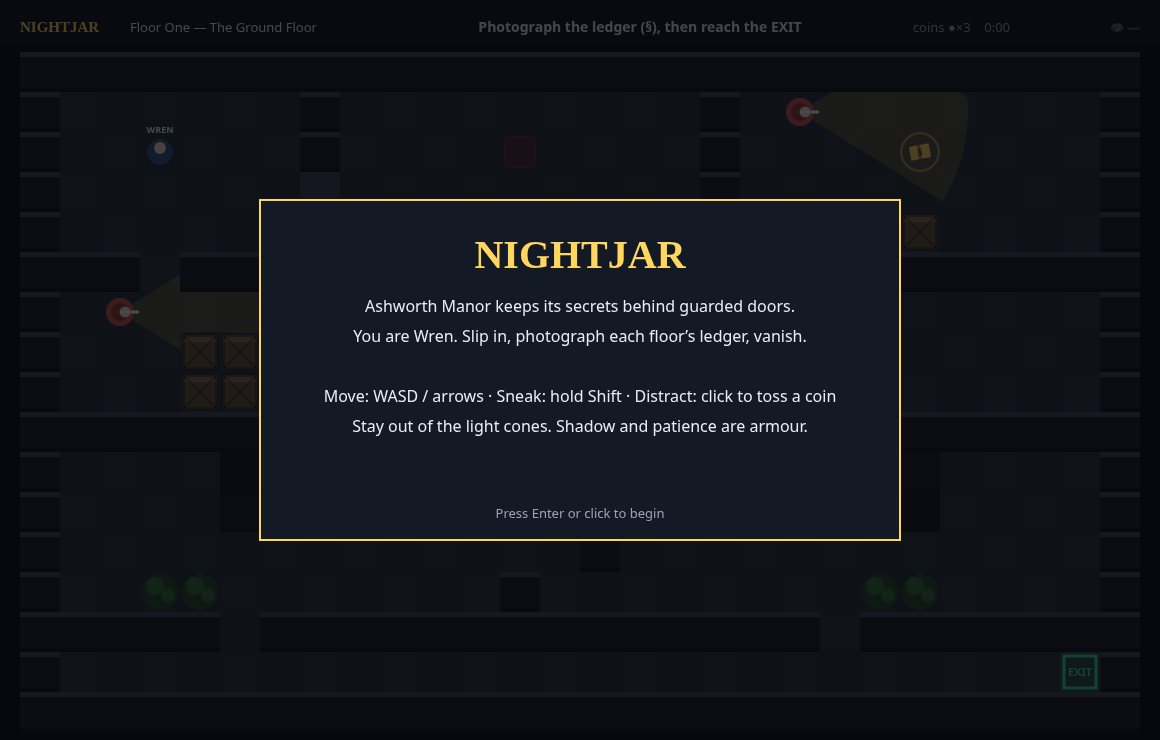 NIGHTJAR
Floor One — The Ground Floor
Photograph the ledger (§), then reach the EXIT
coins ●×3 0:00
👁 —
WREN
§
NIGHTJAR
Ashworth Manor keeps its secrets behind guarded doors.
You are Wren. Slip in, photograph each floor’s ledger, vanish.
Move: WASD / arrows · Sneak: hold Shift · Distract: click to toss a coin
Stay out of the light cones. Shadow and patience are armour.
Press Enter or click to begin
EXIT